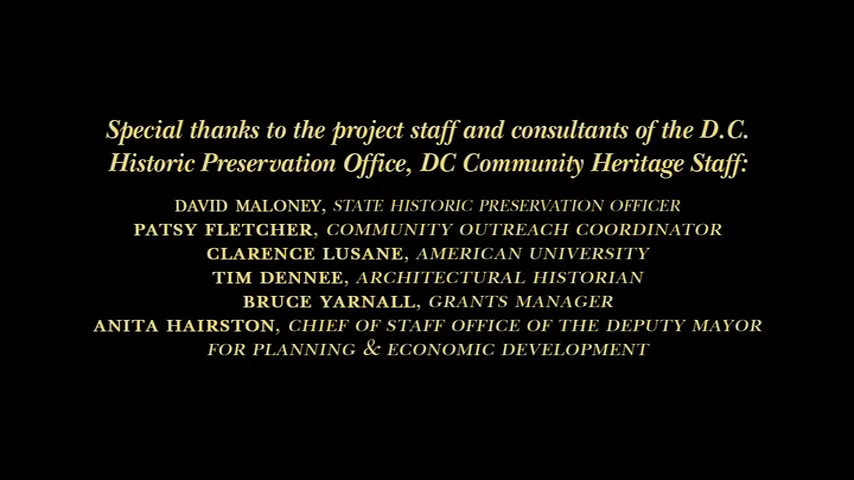 Special thanks to the project staff and consultants of the D.C.
Historic Preservation Office, DC Community Heritage Staff:
DAVID MALONEY, STATE HISTORIC PRESERVATION OFFICER
PATSY FLETCHER, COMMUNITY OUTREACH COORDINATOR
CLARENCE LUSANE, AMERICAN UNIVERSITY
TIM DENNEE, ARCHITECTURAL HISTORIAN
BRUCE YARNALL, GRANTS MANAGER
ANITA HAIRSTON, CHIEF OF STAFF OFFICE OF THE DEPUTY MAYOR
FOR PLANNING & ECONOMIC DEVELOPMENT